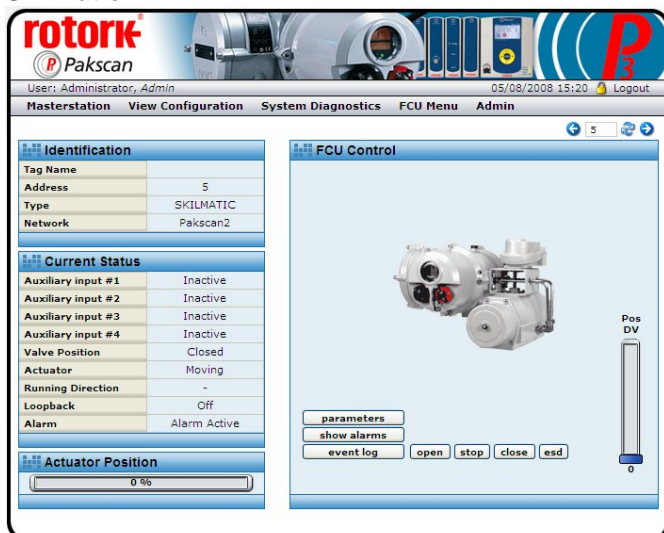 rotork®
P Pakscan
P3
User: Administrator, Admin 05/08/2008 15:20 Logout
Masterstation View Configuration System Diagnostics FCU Menu Admin
5
Identification
Tag Name
Address 5
Type SKILMATIC
Network Pakscan2
Current Status
Auxiliary input #1 Inactive
Auxiliary input #2 Inactive
Auxiliary input #3 Inactive
Auxiliary input #4 Inactive
Valve Position Closed
Actuator Moving
Running Direction -
Loopback Off
Alarm Alarm Active
Actuator Position
0 %
FCU Control
Pos
DV
parameters
show alarms
event log open stop close esd
0